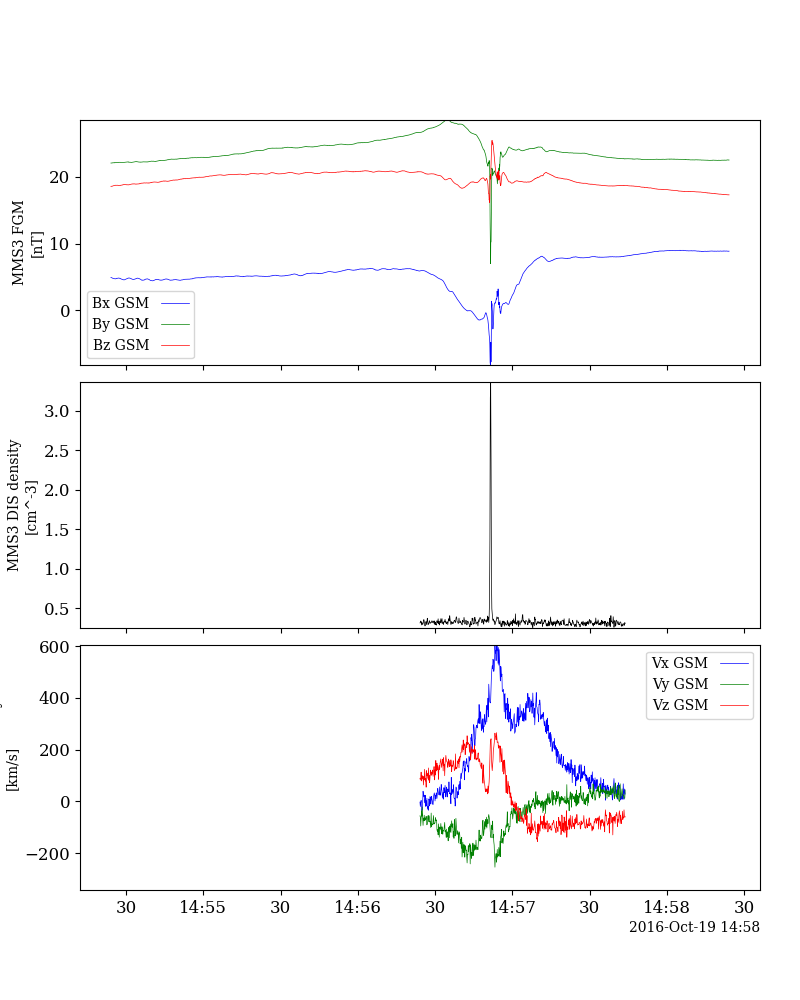 MMS3 FGM
[nT]
20
10
0
Bx GSM
By GSM
Bz GSM
MMS3 DIS density
[cm^-3]
3.0
2.5
2.0
1.5
1.0
0.5
[km/s]
600
400
200
0
−200
Vx GSM
Vy GSM
Vz GSM
30 14:55 30 14:56 30 14:57 30 14:58 30
2016-Oct-19 14:58